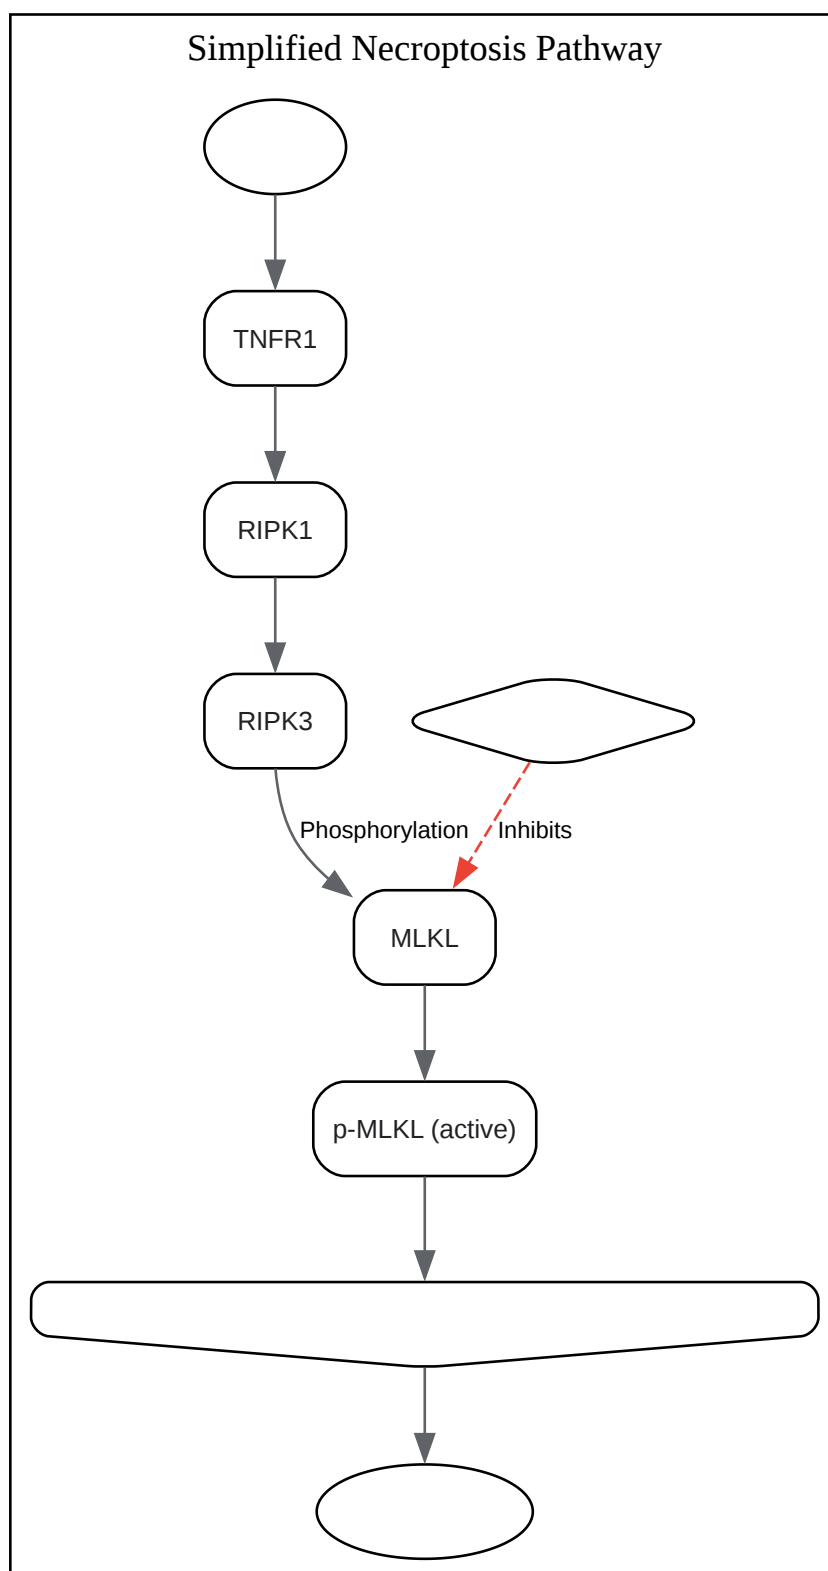 Simplified Necroptosis Pathway
TNFR1
RIPK1
RIPK3
Phosphorylation
Inhibits
MLKL
p-MLKL (active)